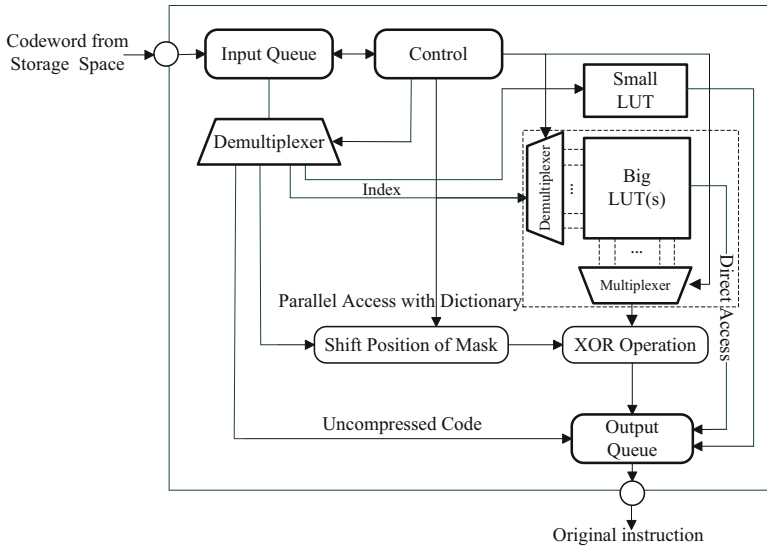 Codeword from
Storage Space
Input Queue
Control
Small
LUT
Demultiplexer
Demultiplexer
Big
LUT(s)
...
Index
...
Multiplexer
Direct Access
Parallel Access with Dictionary
Shift Position of Mask
XOR Operation
Uncompressed Code
Output
Queue
Original instruction